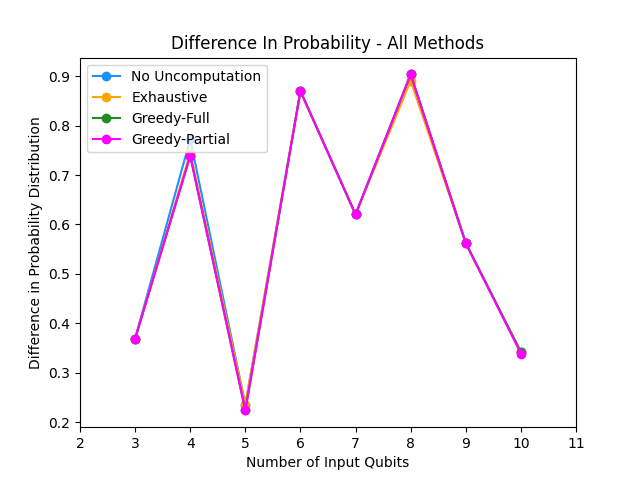 Difference In Probability - All Methods
No Uncomputation
Exhaustive
Greedy-Full
Greedy-Partial
Difference in Probability Distribution
0.9
0.8
0.7
0.6
0.5
0.4
0.3
0.2
2 3 4 5 6 7 8 9 10 11
Number of Input Qubits